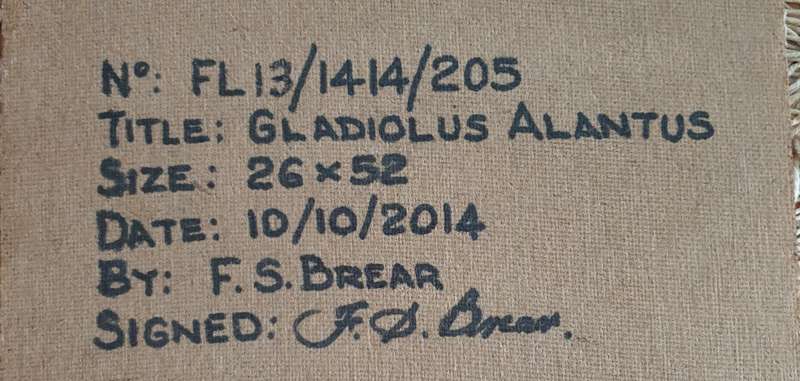 Nº: FL13/1414/205
TITLE: GLADIOLUS ALANTUS
SIZE: 26 x 52
DATE: 10/10/2014
BY: F.S. BREAR
SIGNED: F. S. Brear.